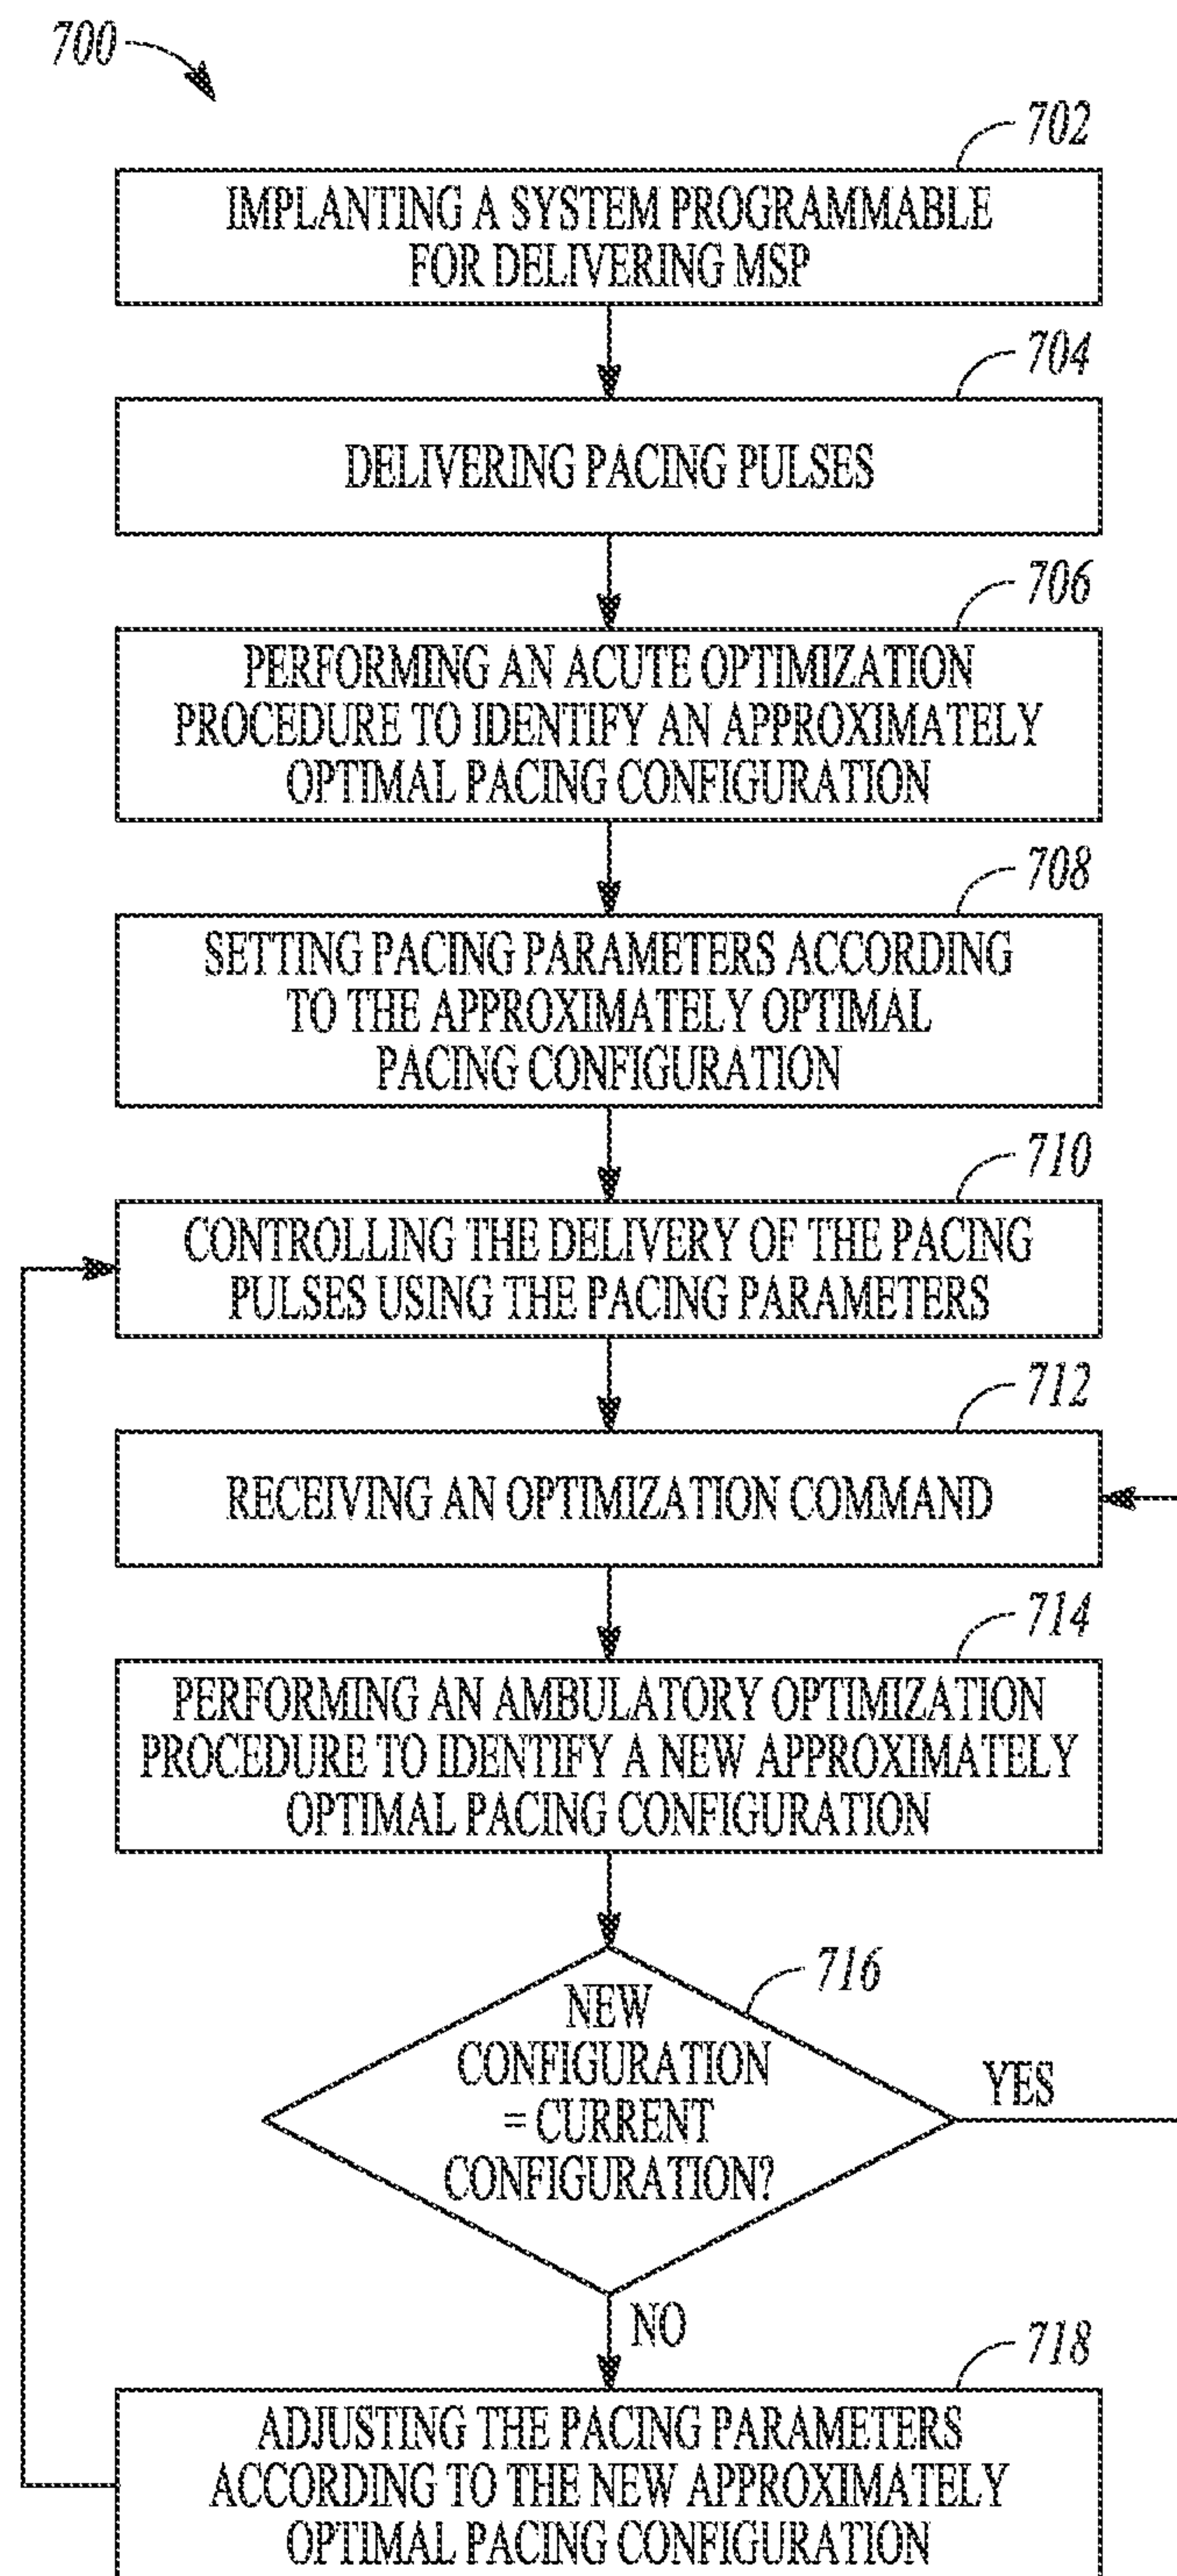 700
702
IMPLANTING A SYSTEM PROGRAMMABLE
FOR DELIVERING MSP
704
DELIVERING PACING PULSES
706
PERFORMING AN ACUTE OPTIMIZATION
PROCEDURE TO IDENTIFY AN APPROXIMATELY
OPTIMAL PACING CONFIGURATION
708
SETTING PACING PARAMETERS ACCORDING
TO THE APPROXIMATELY OPTIMAL
PACING CONFIGURATION
710
CONTROLLING THE DELIVERY OF THE PACING
PULSES USING THE PACING PARAMETERS
712
RECEIVING AN OPTIMIZATION COMMAND
714
PERFORMING AN AMBULATORY OPTIMIZATION
PROCEDURE TO IDENTIFY A NEW APPROXIMATELY
OPTIMAL PACING CONFIGURATION
716
NEW
CONFIGURATION
= CURRENT
CONFIGURATION?
YES
NO
718
ADJUSTING THE PACING PARAMETERS
ACCORDING TO THE NEW APPROXIMATELY
OPTIMAL PACING CONFIGURATION